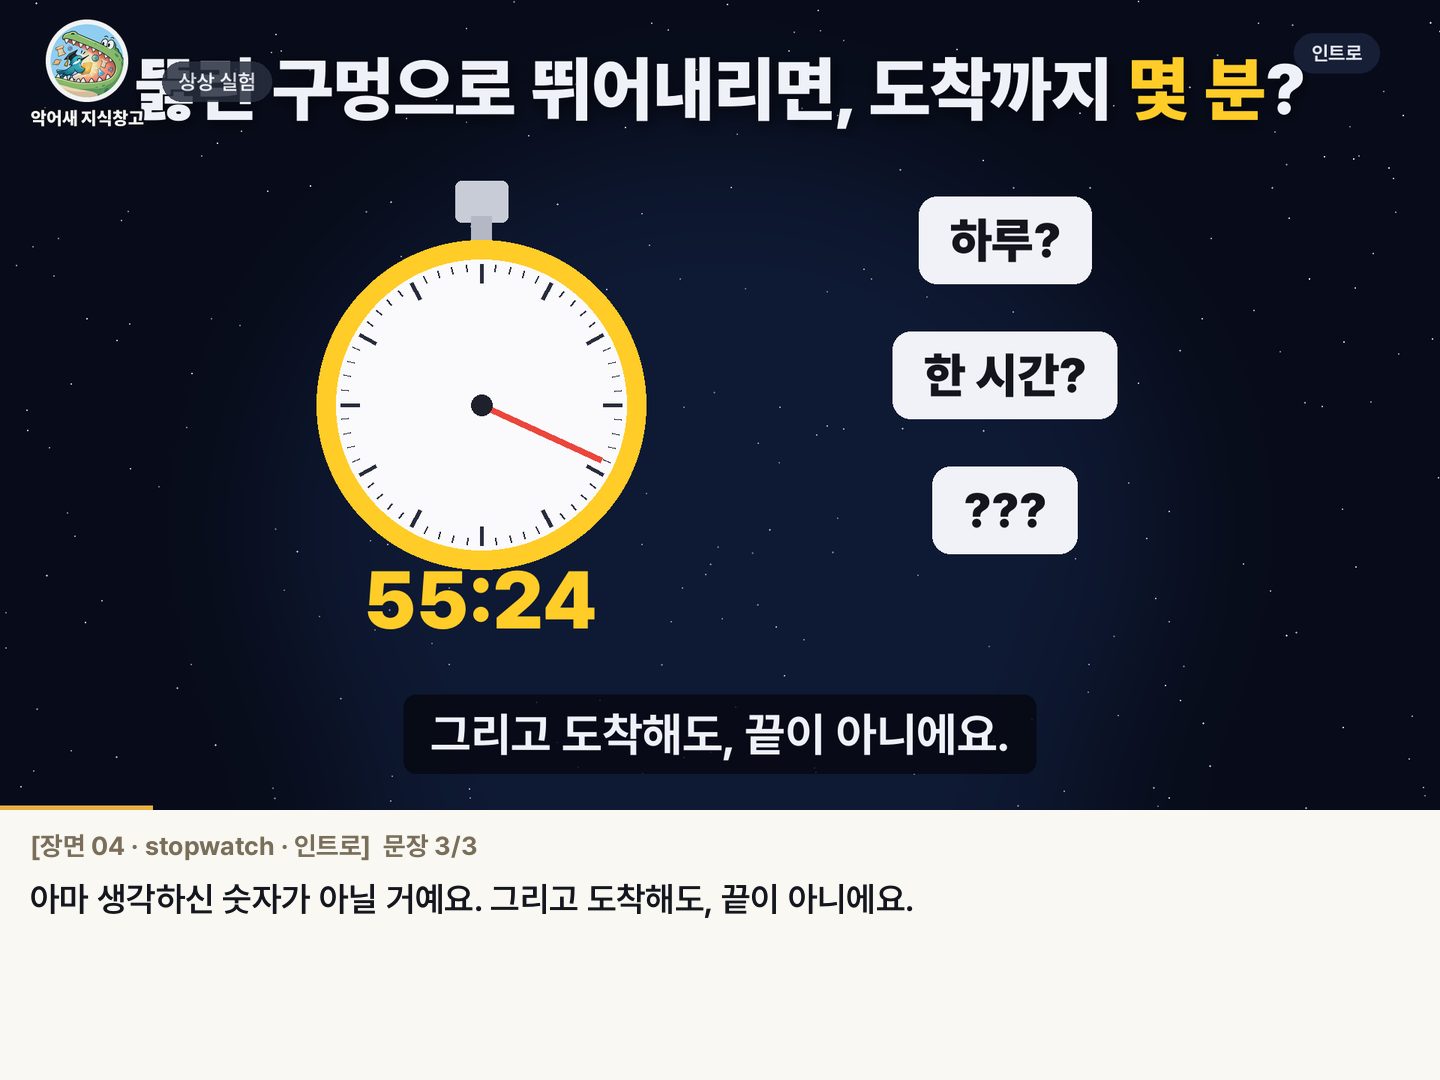 악어새 지식창고
상상 실험
인트로
뚫린 구멍으로 뛰어내리면, 도착까지 몇 분?
하루?
한 시간?
???
55:24
그리고 도착해도, 끝이 아니에요.
[장면 04 · stopwatch · 인트로] 문장 3/3
아마 생각하신 숫자가 아닐 거예요. 그리고 도착해도, 끝이 아니에요.